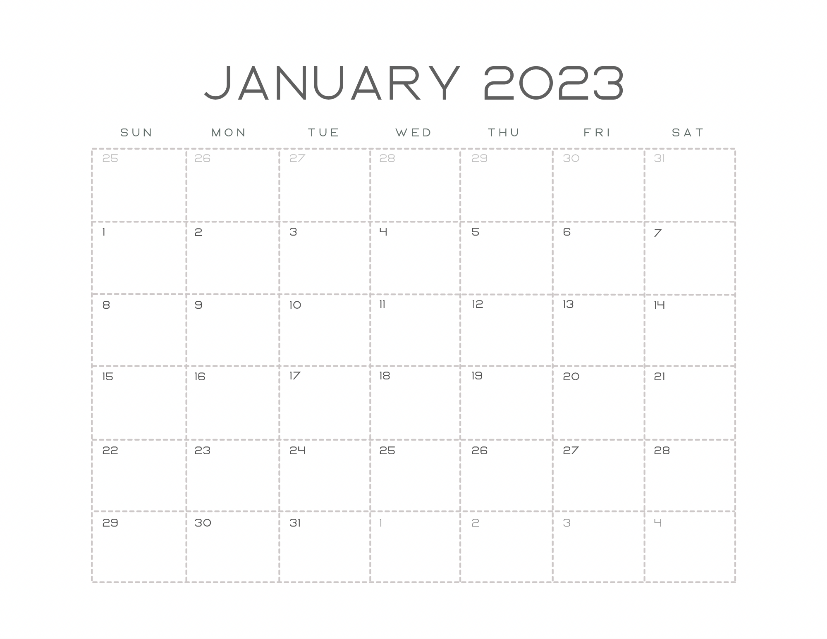 JANUARY 2023
SUN MON TUE WED THU FRI SAT
25 26 27 28 29 30 31
1 2 3 4 5 6 7
8 9 10 11 12 13 14
15 16 17 18 19 20 21
22 23 24 25 26 27 28
29 30 31 1 2 3 4